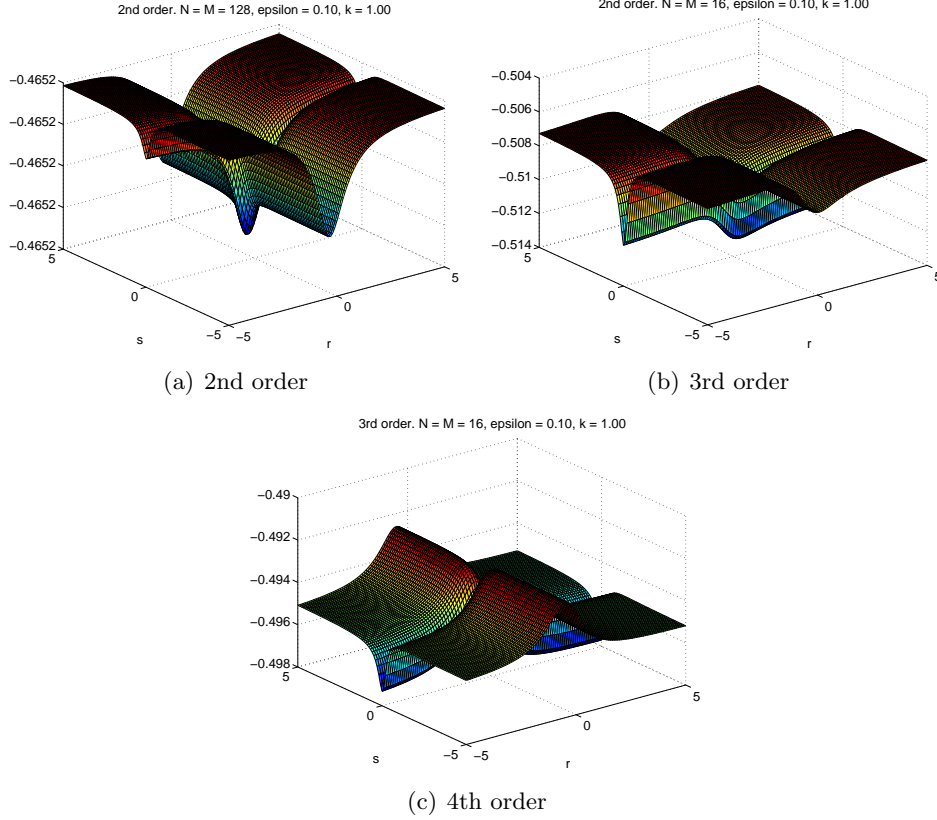 2nd order. N = M = 128, epsilon = 0.10, k = 1.00
−0.4652
−0.4652
−0.4652
−0.4652
−0.4652
5
0
−5
−5
0
5
s
r
(a) 2nd order
2nd order. N = M = 16, epsilon = 0.10, k = 1.00
−0.504
−0.506
−0.508
−0.51
−0.512
−0.514
5
0
−5
−5
0
5
s
r
(b) 3rd order
3rd order. N = M = 16, epsilon = 0.10, k = 1.00
−0.49
−0.492
−0.494
−0.496
−0.498
5
0
−5
−5
0
5
s
r
(c) 4th order